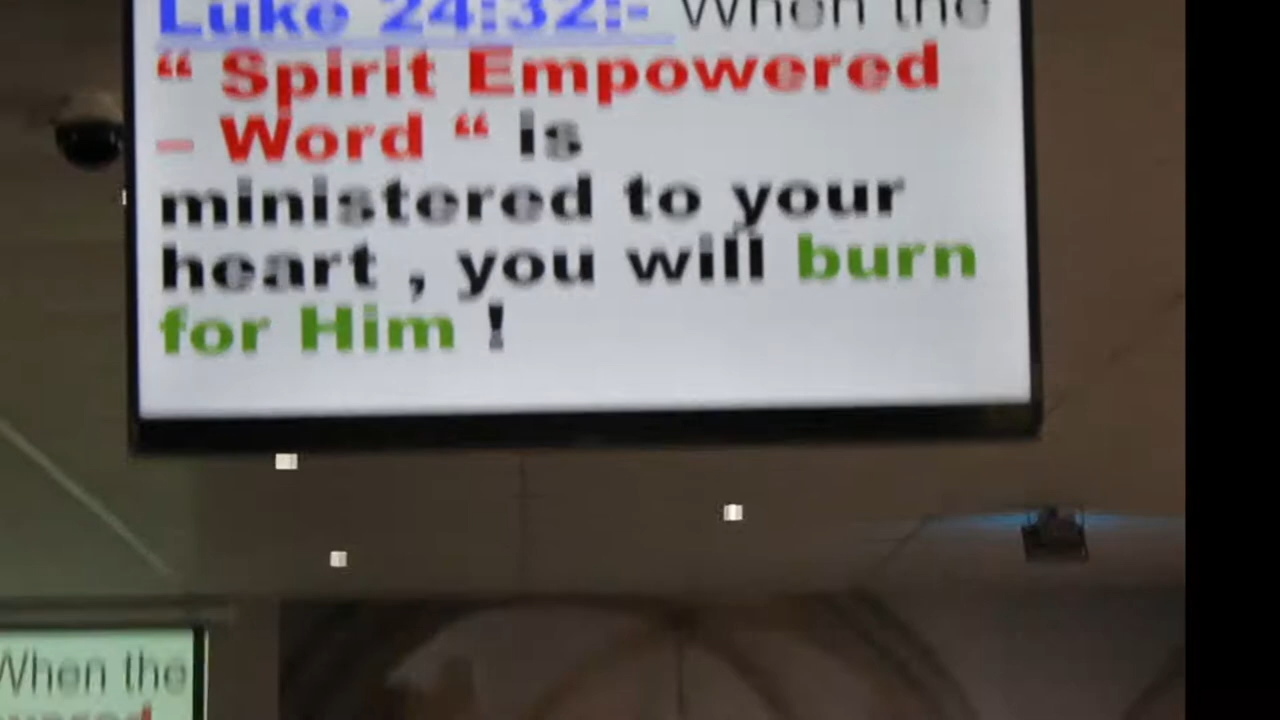 Luke 24:32:- When the
“ Spirit Empowered
– Word “ is
ministered to your
heart , you will burn
for Him !
When the